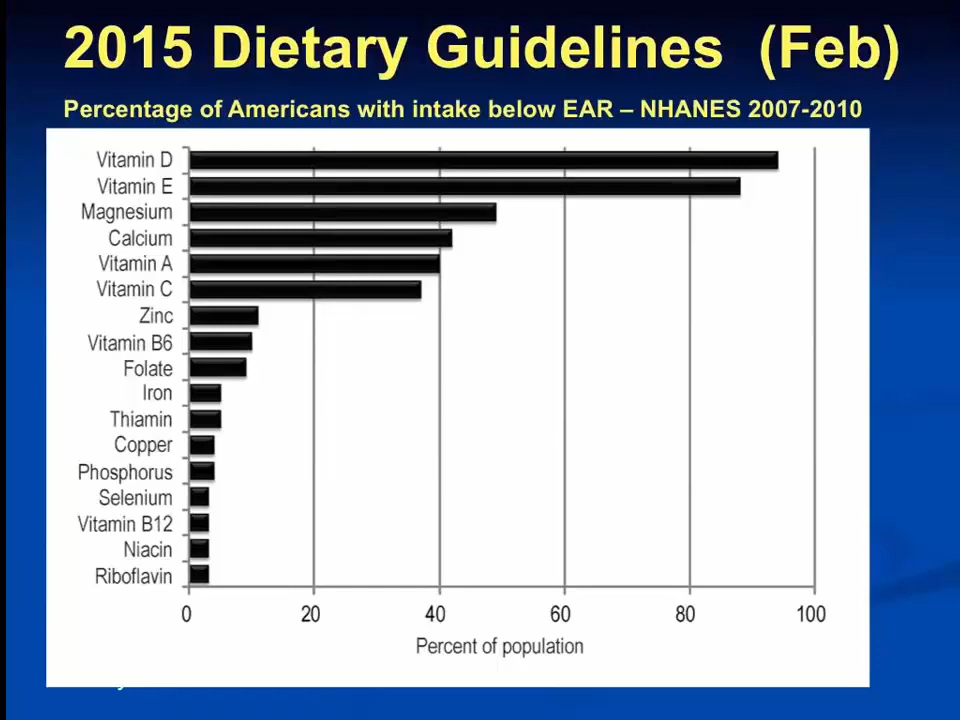 2015 Dietary Guidelines (Feb)
Percentage of Americans with intake below EAR – NHANES 2007-2010
Vitamin D
Vitamin E
Magnesium
Calcium
Vitamin A
Vitamin C
Zinc
Vitamin B6
Folate
Iron
Thiamin
Copper
Phosphorus
Selenium
Vitamin B12
Niacin
Riboflavin
0 20 40 60 80 100
Percent of population